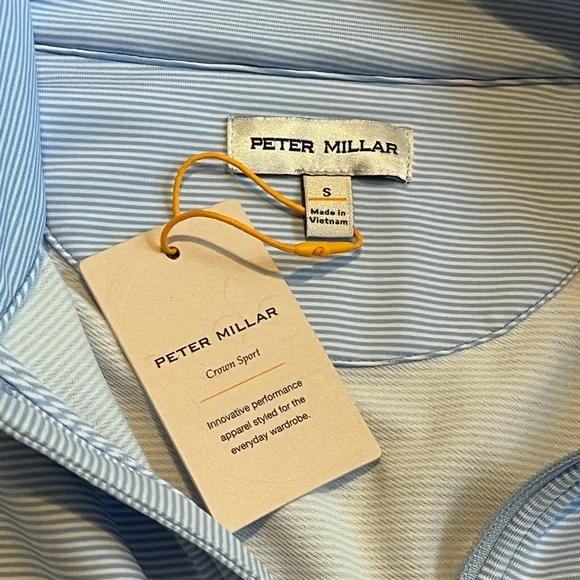 PETER MILLAR
S
Made in
Vietnam
PETER MILLAR
Crown Sport
Innovative performance
apparel styled for the
everyday wardrobe.